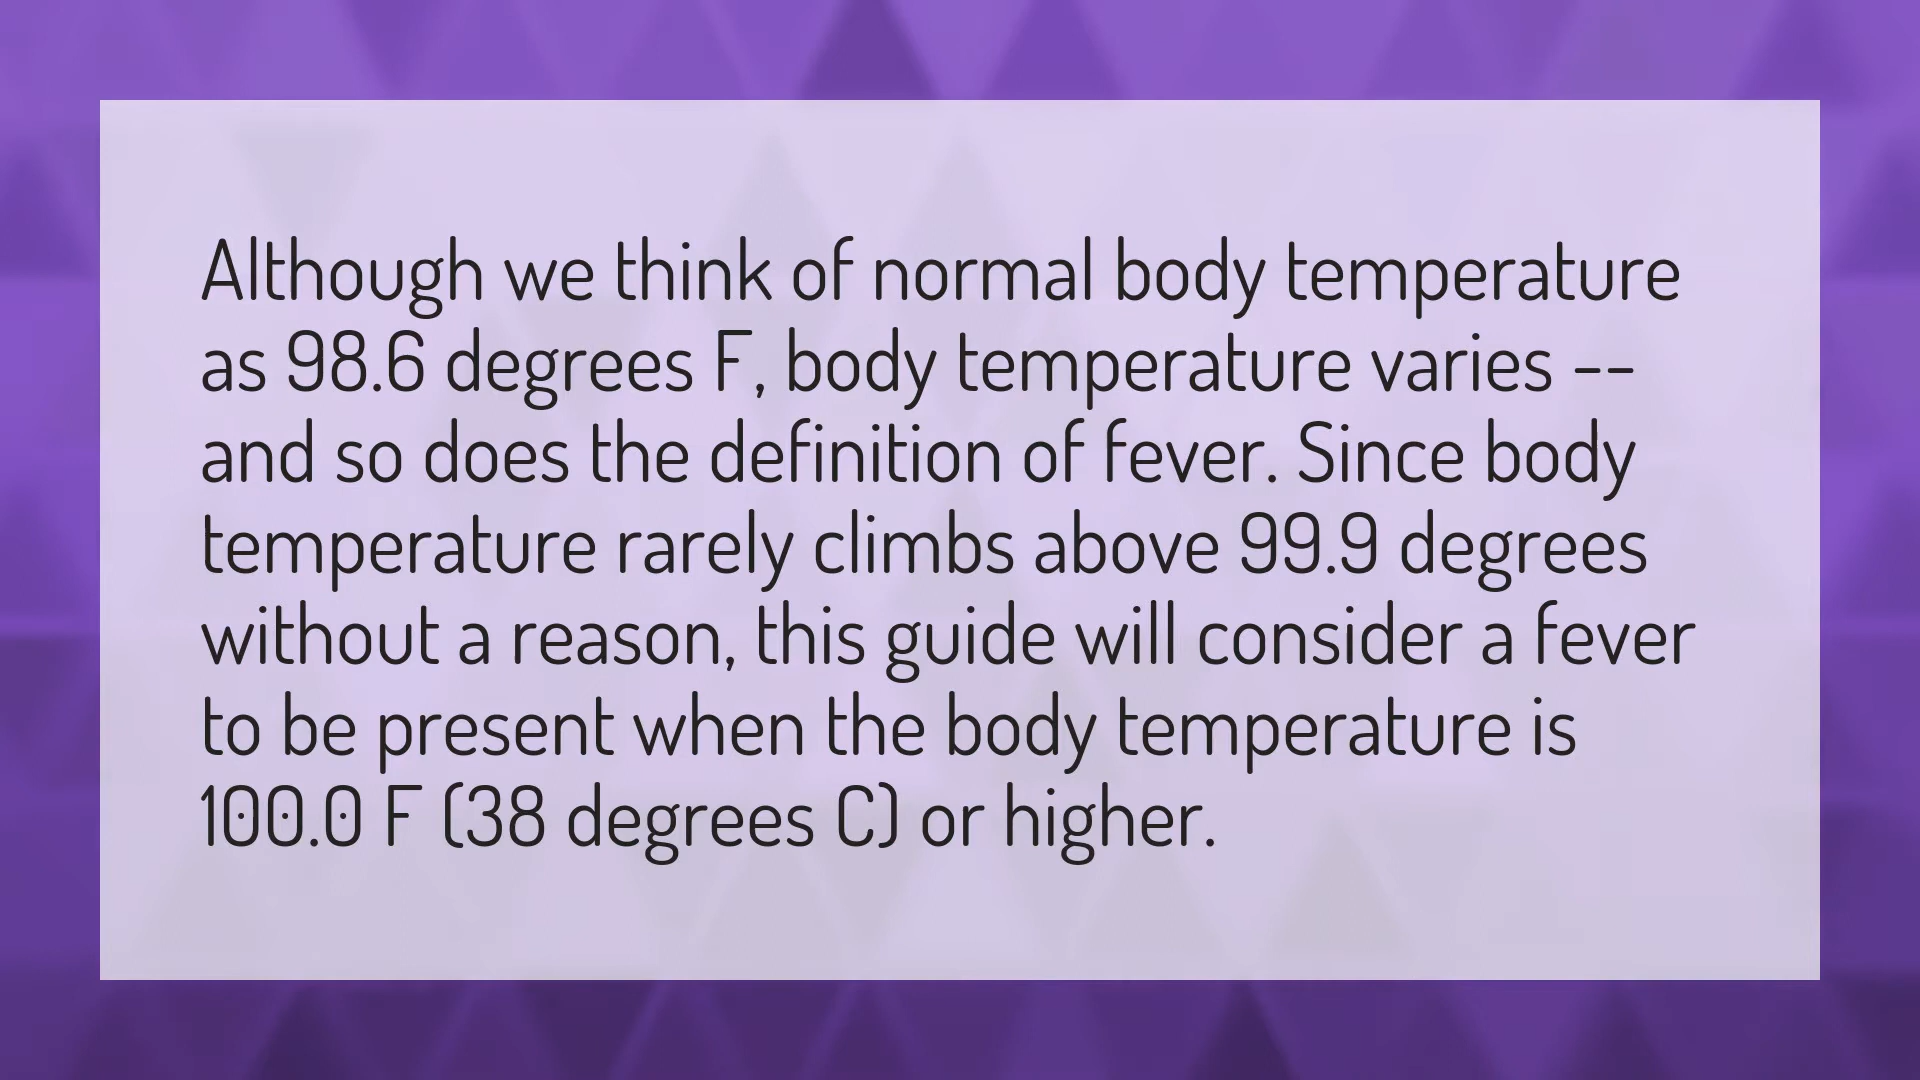 Although we think of normal body temperature
as 98.6 degrees F, body temperature varies --
and so does the definition of fever. Since body
temperature rarely climbs above 99.9 degrees
without a reason, this guide will consider a fever
to be present when the body temperature is
100.0 F (38 degrees C) or higher.